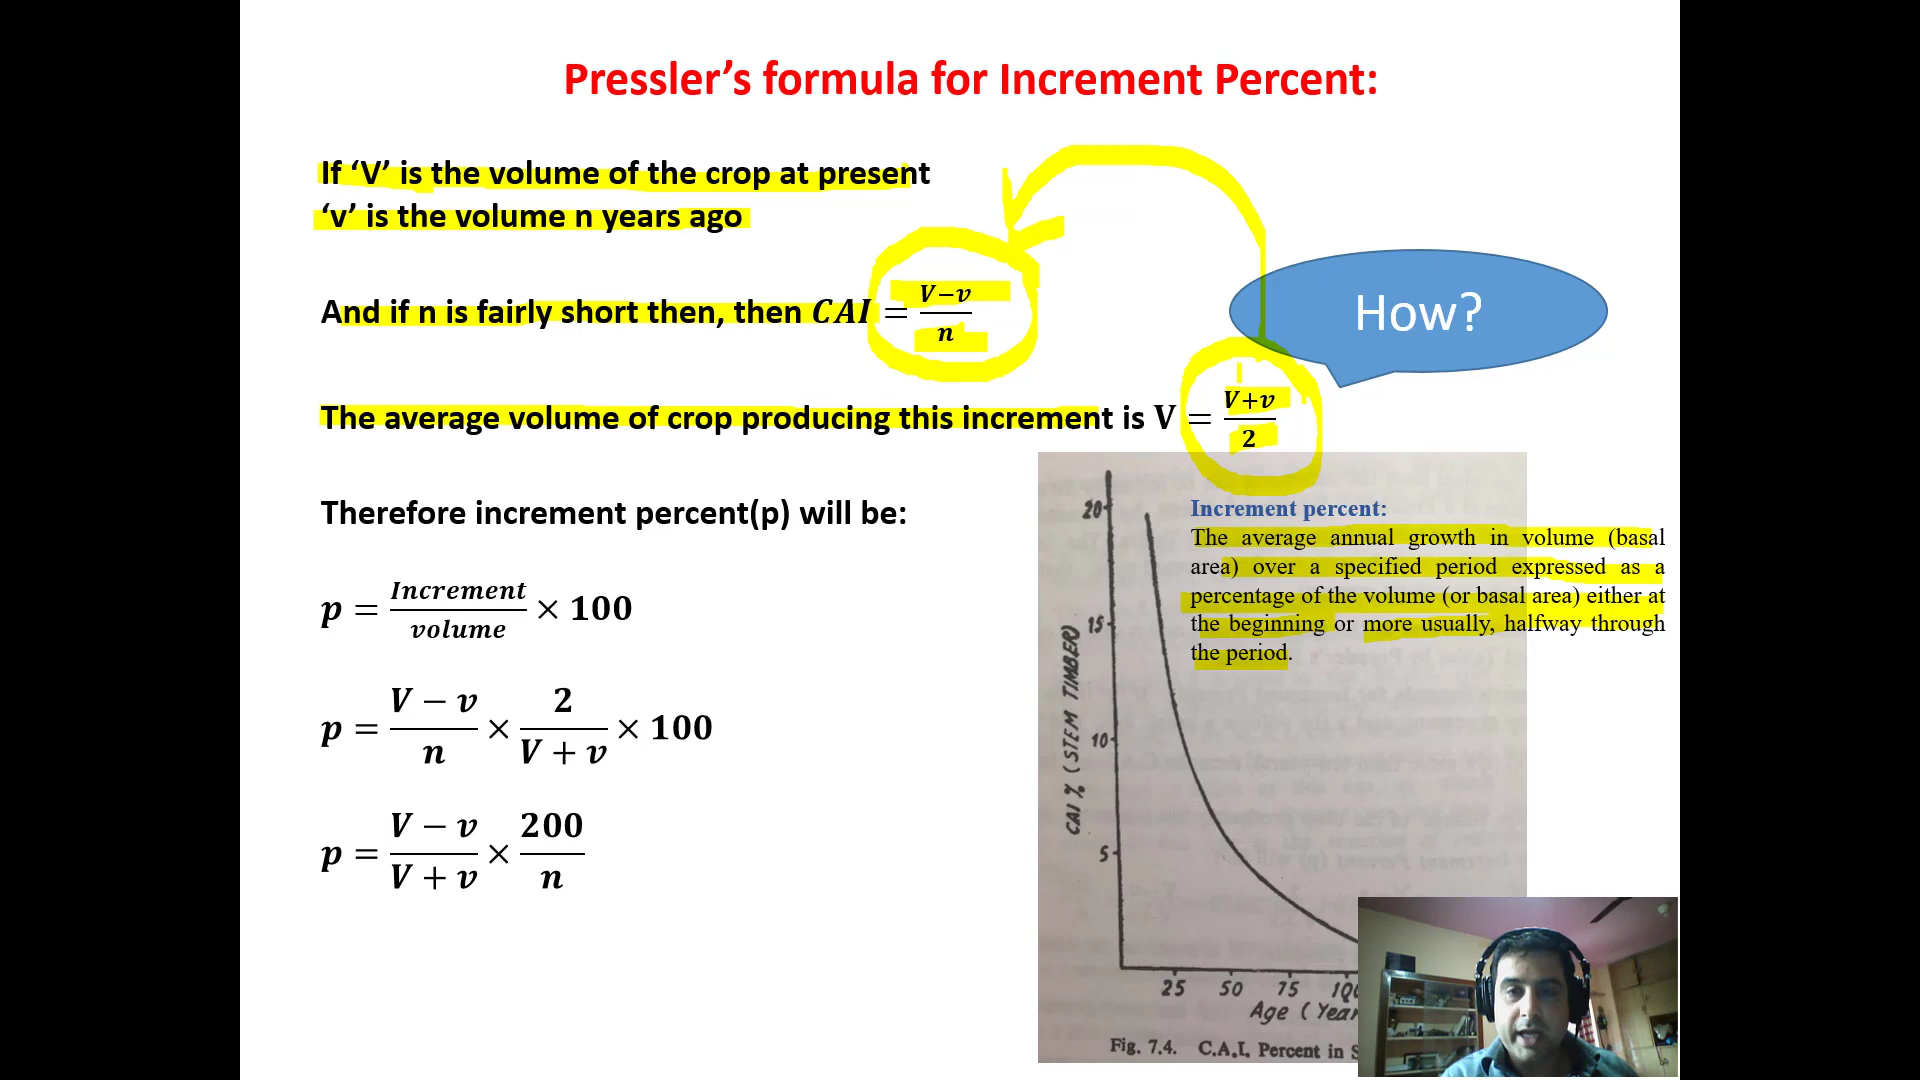 Pressler’s formula for Increment Percent:
If ‘V’ is the volume of the crop at present
‘v’ is the volume n years ago
And if n is fairly short then, then CAI = (V−v)/n
How?
The average volume of crop producing this increment is V = (V+v)/2
Therefore increment percent(p) will be:
p = Increment/volume × 100
p = (V − v)/n × 2/(V + v) × 100
p = (V − v)/(V + v) × 200/n
Increment percent:
The average annual growth in volume (basal
area) over a specified period expressed as a
percentage of the volume (or basal area) either at
the beginning or more usually, halfway through
the period.
CAI % (STEM TIMBER)
20
15
10
5
25 50 75
Age (
Fig. 7.4. C.A.I. Percent in